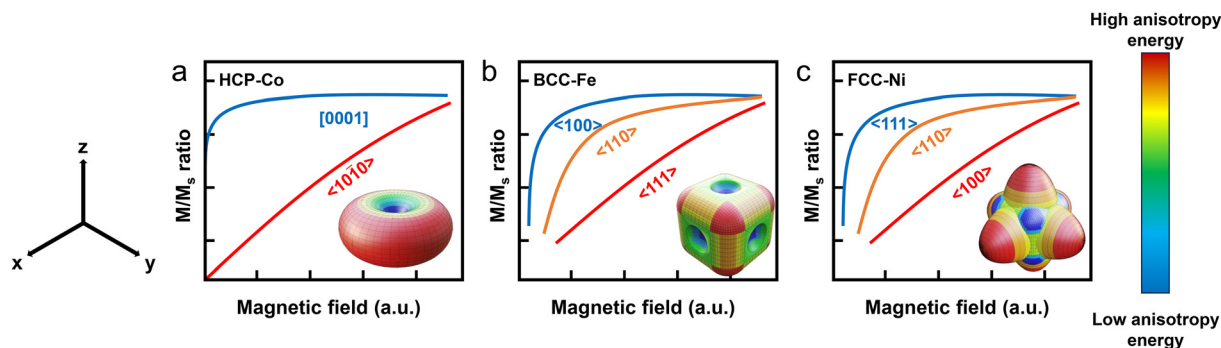 z
x
y
a
HCP-Co
[0001]
<101̄0>
M/Ms ratio
Magnetic field (a.u.)
b
BCC-Fe
<100>
<110>
<111>
M/Ms ratio
Magnetic field (a.u.)
c
FCC-Ni
<111>
<110>
<100>
M/Ms ratio
Magnetic field (a.u.)
High anisotropy
energy
Low anisotropy
energy